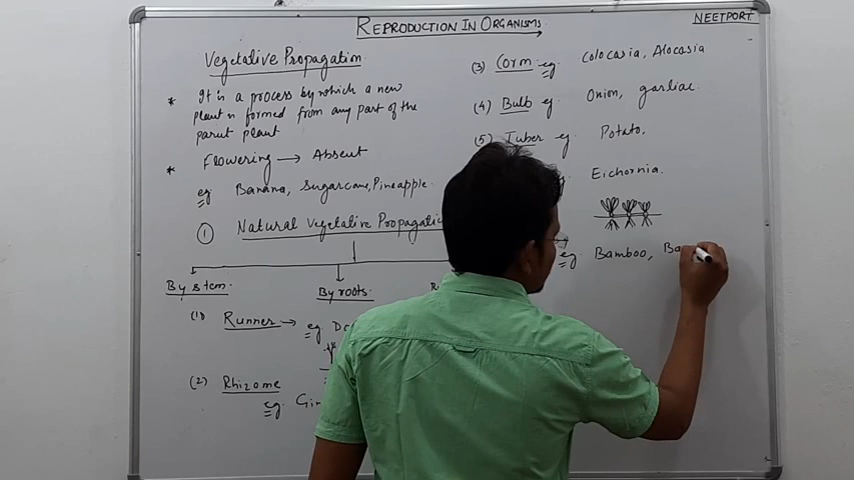 REPRODUCTION IN ORGANISMS
NEETPORT
Vegetative Propagation
* It is a process by which a new
plant is formed from any part of the
parent plant
* Flowering → Absent
eg Banana, Sugarcane, Pineapple
① Natural Vegetative Propagatio
By stem
By roots
(1) Runner → eg
(2) Rhizome
eg.
(3) Corm eg Colocasia, Alocasia
(4) Bulb eg. Onion, garliac
(5) Tuber eg Potato.
Eichornia.
eg Bamboo, Ba